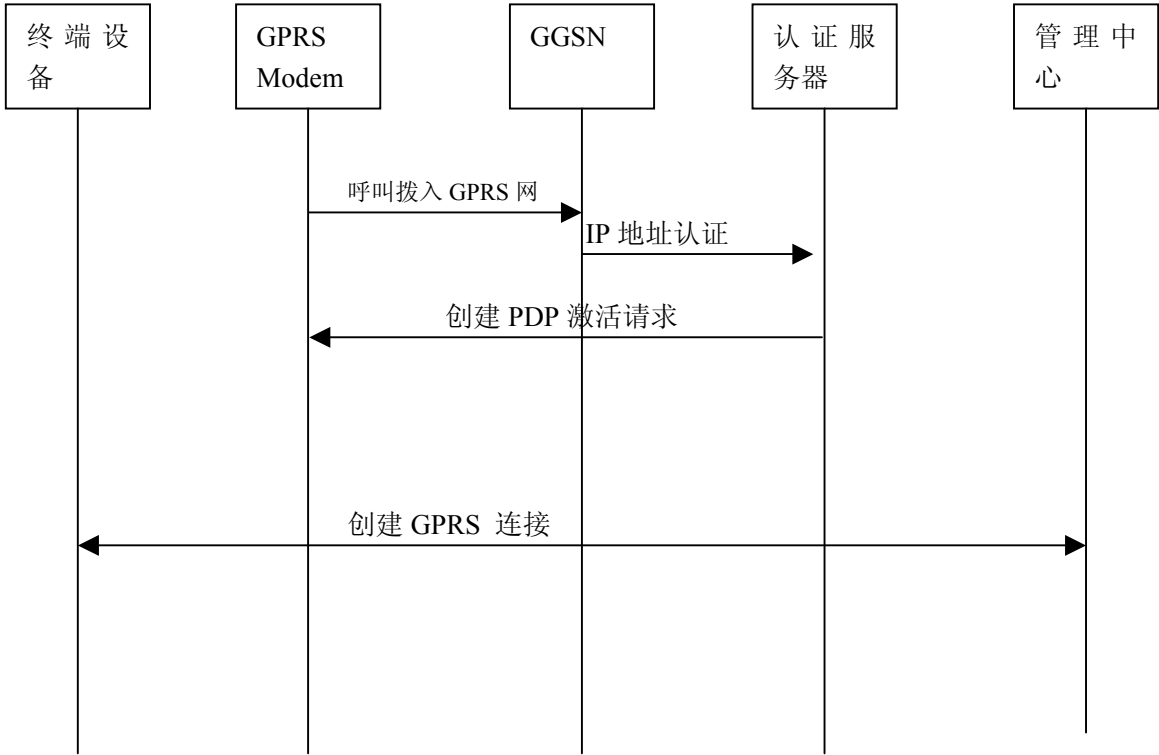 终端设
备
GPRS
Modem
GGSN
认证服
务器
管理中
心
呼叫拨入 GPRS 网
IP 地址认证
创建 PDP 激活请求
创建 GPRS 连接